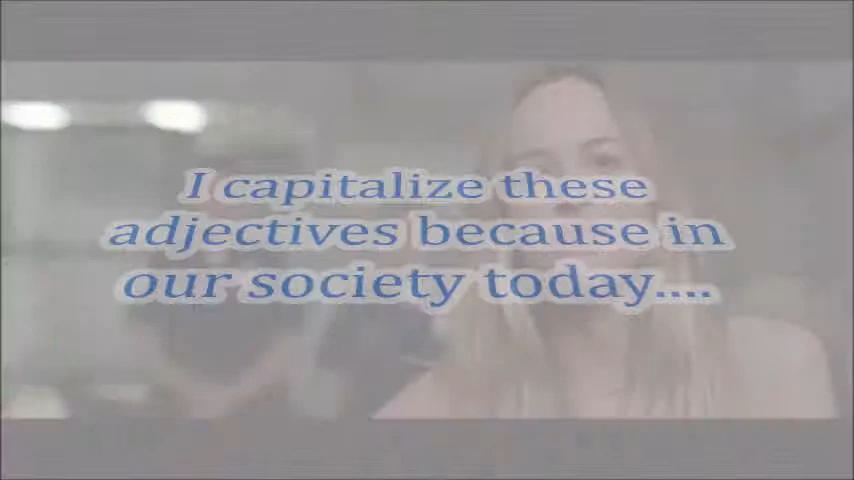 I capitalize these
adjectives because in
our society today....